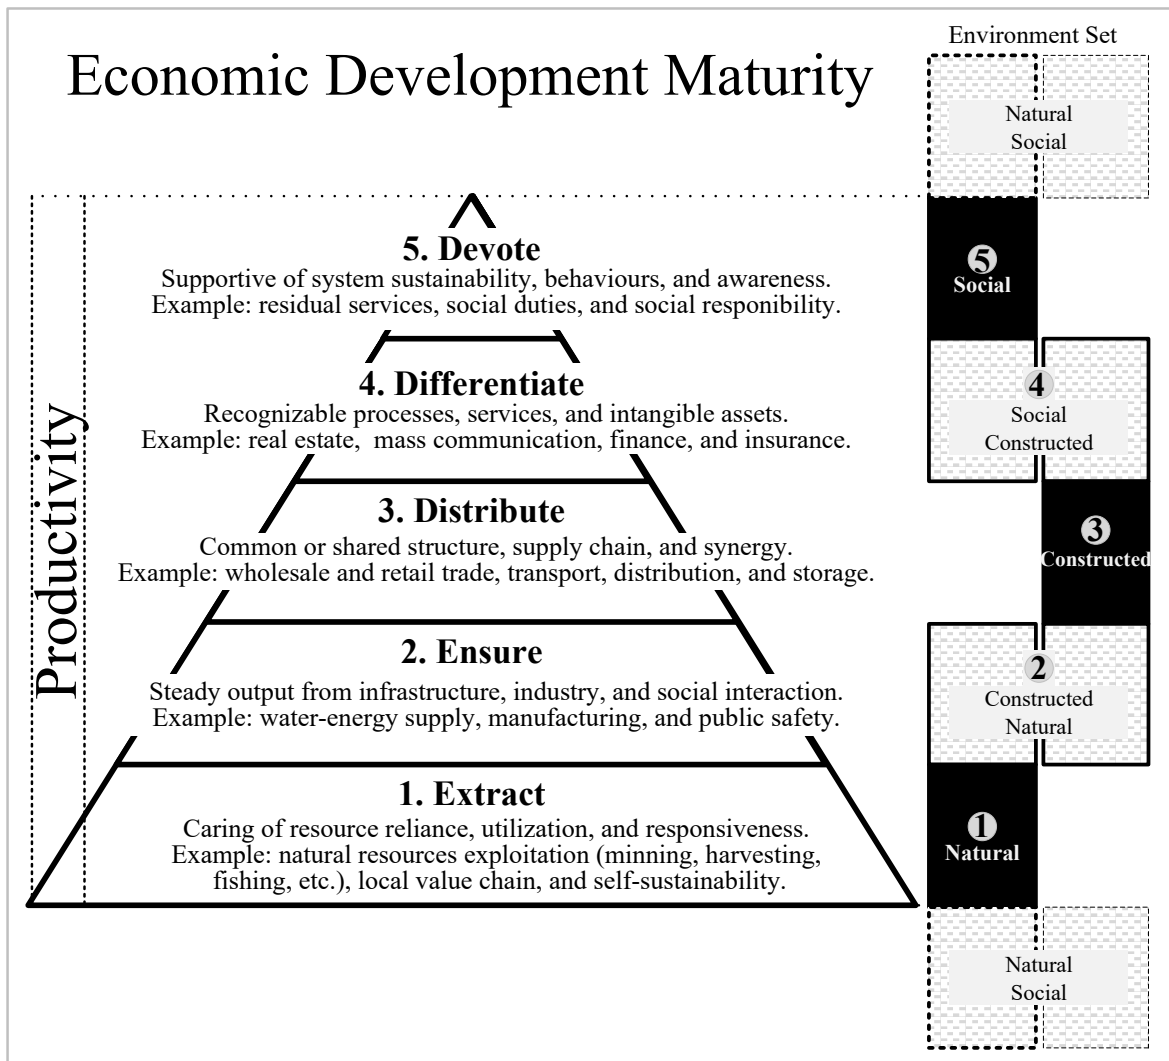 Economic Development Maturity
Environment Set
Natural
Social
Productivity
5. Devote
Supportive of system sustainability, behaviours, and awareness.
Example: residual services, social duties, and social responibility.
5
Social
4. Differentiate
Recognizable processes, services, and intangible assets.
Example: real estate, mass communication, finance, and insurance.
4
Social
Constructed
3. Distribute
Common or shared structure, supply chain, and synergy.
Example: wholesale and retail trade, transport, distribution, and storage.
3
Constructed
2. Ensure
Steady output from infrastructure, industry, and social interaction.
Example: water-energy supply, manufacturing, and public safety.
2
Constructed
Natural
1. Extract
Caring of resource reliance, utilization, and responsiveness.
Example: natural resources exploitation (minning, harvesting,
fishing, etc.), local value chain, and self-sustainability.
1
Natural
Natural
Social